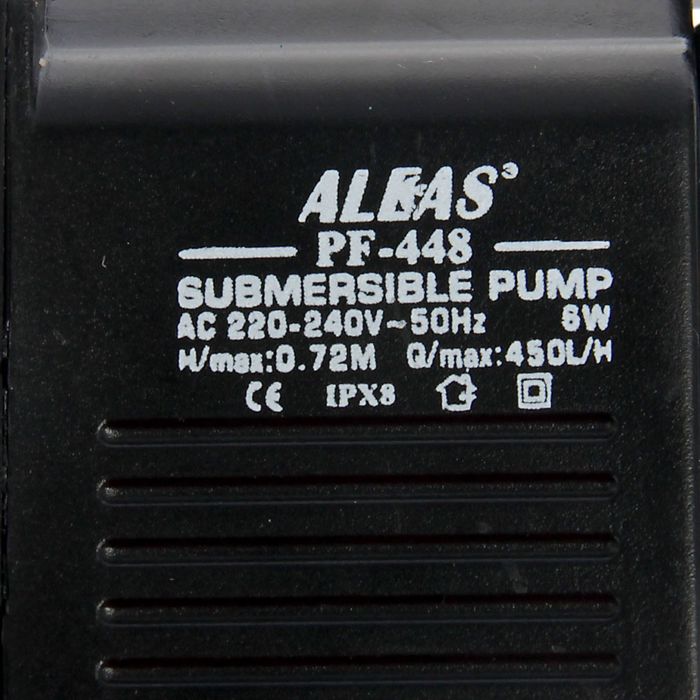 ALEAS®
PF-448
SUBMERSIBLE PUMP
AC 220-240V~50Hz 6W
H/max:0.72M Q/max:450L/H
CE IPX8